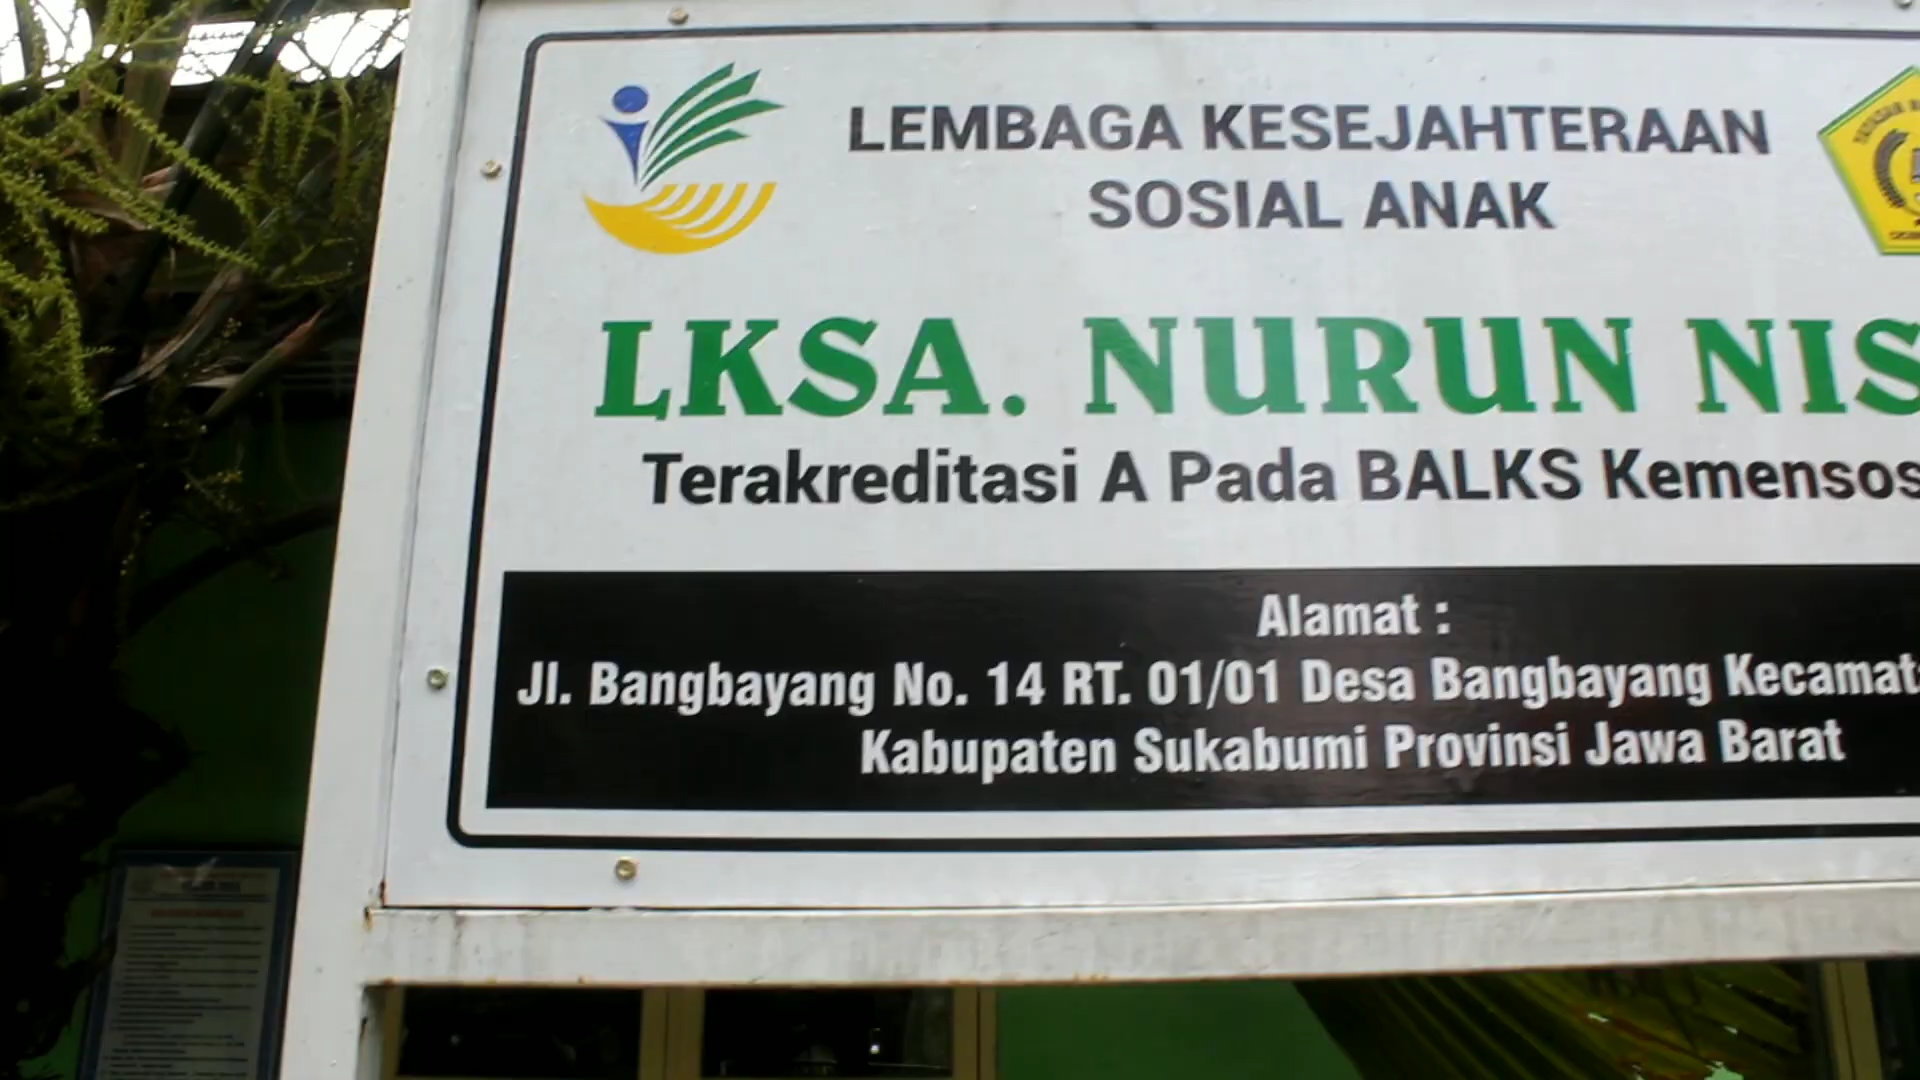 LEMBAGA KESEJAHTERAAN
SOSIAL ANAK
LKSA. NURUN NIS
Terakreditasi A Pada BALKS Kemensos
Alamat :
Jl. Bangbayang No. 14 RT. 01/01 Desa Bangbayang Kecamat
Kabupaten Sukabumi Provinsi Jawa Barat